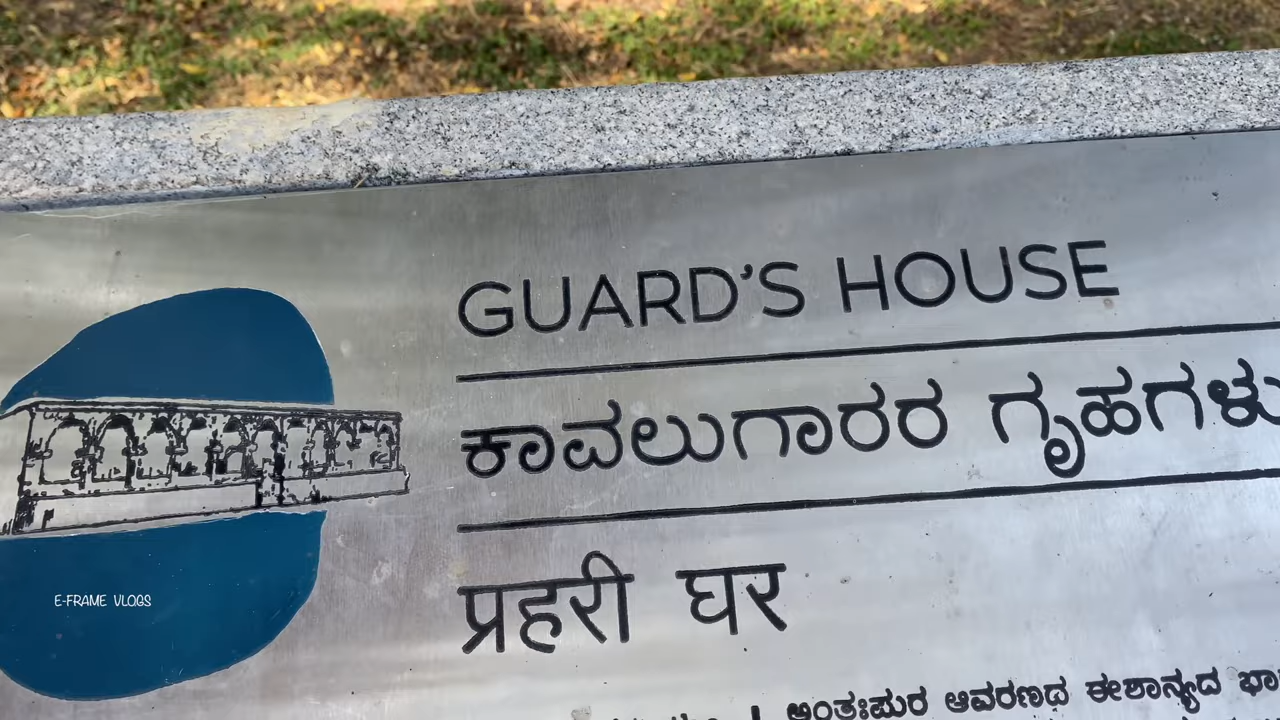 GUARD'S HOUSE
ಕಾವಲುಗಾರರ ಗೃಹಗಳು
प्रहरी घर
E-FRAME VLOGS
ಅಂತಃಪುರ ಆವರಣದ ಈಶಾನ್ಯದ